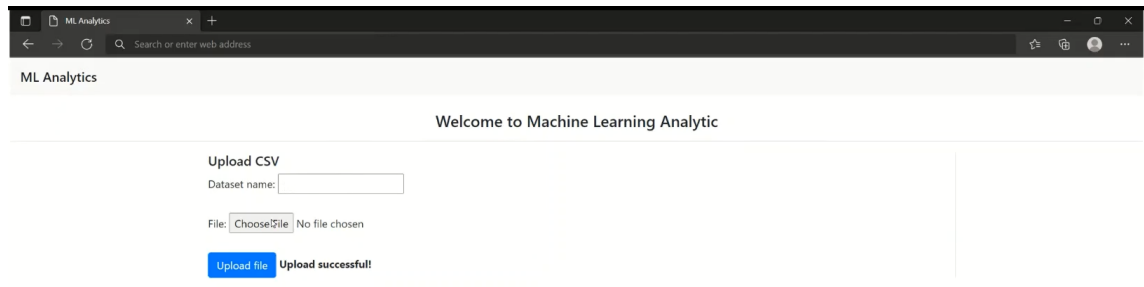 ML Analytics
Search or enter web address
ML Analytics
Welcome to Machine Learning Analytic
Upload CSV
Dataset name:
File: Choose File No file chosen
Upload file Upload successful!